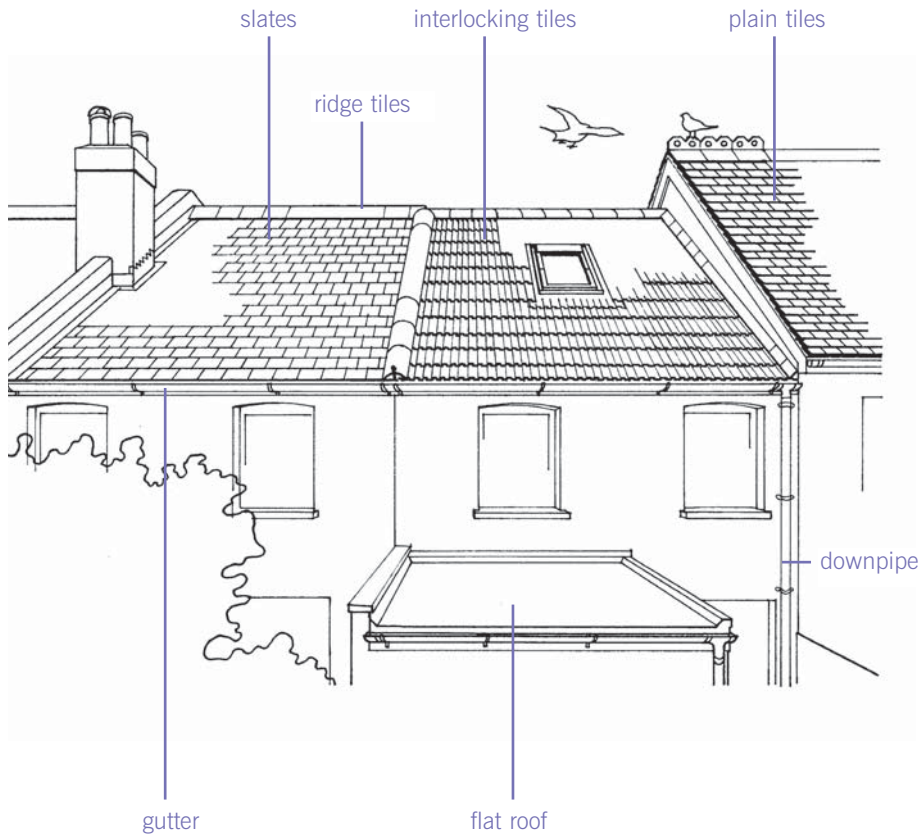 slates
interlocking tiles
plain tiles
ridge tiles
downpipe
gutter
flat roof